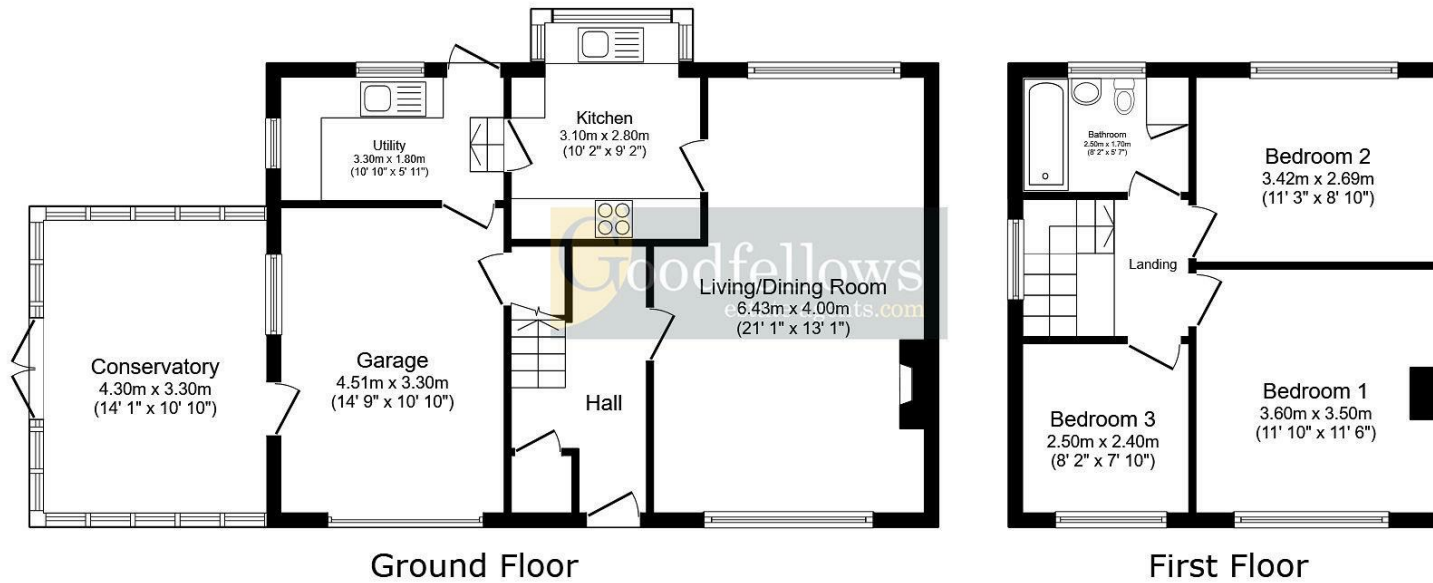 Kitchen
3.10m x 2.80m
(10' 2" x 9' 2")
Utility
3.30m x 1.80m
(10' 10" x 5' 11")
Goodfellows
estateagents.com
Living/Dining Room
6.43m x 4.00m
(21' 1" x 13' 1")
Conservatory
4.30m x 3.30m
(14' 1" x 10' 10")
Garage
4.51m x 3.30m
(14' 9" x 10' 10")
Hall
Ground Floor
Bathroom
2.50m x 1.70m
(8' 2" x 5' 7")
Bedroom 2
3.42m x 2.69m
(11' 3" x 8' 10")
Landing
Bedroom 1
3.60m x 3.50m
(11' 10" x 11' 6")
Bedroom 3
2.50m x 2.40m
(8' 2" x 7' 10")
First Floor